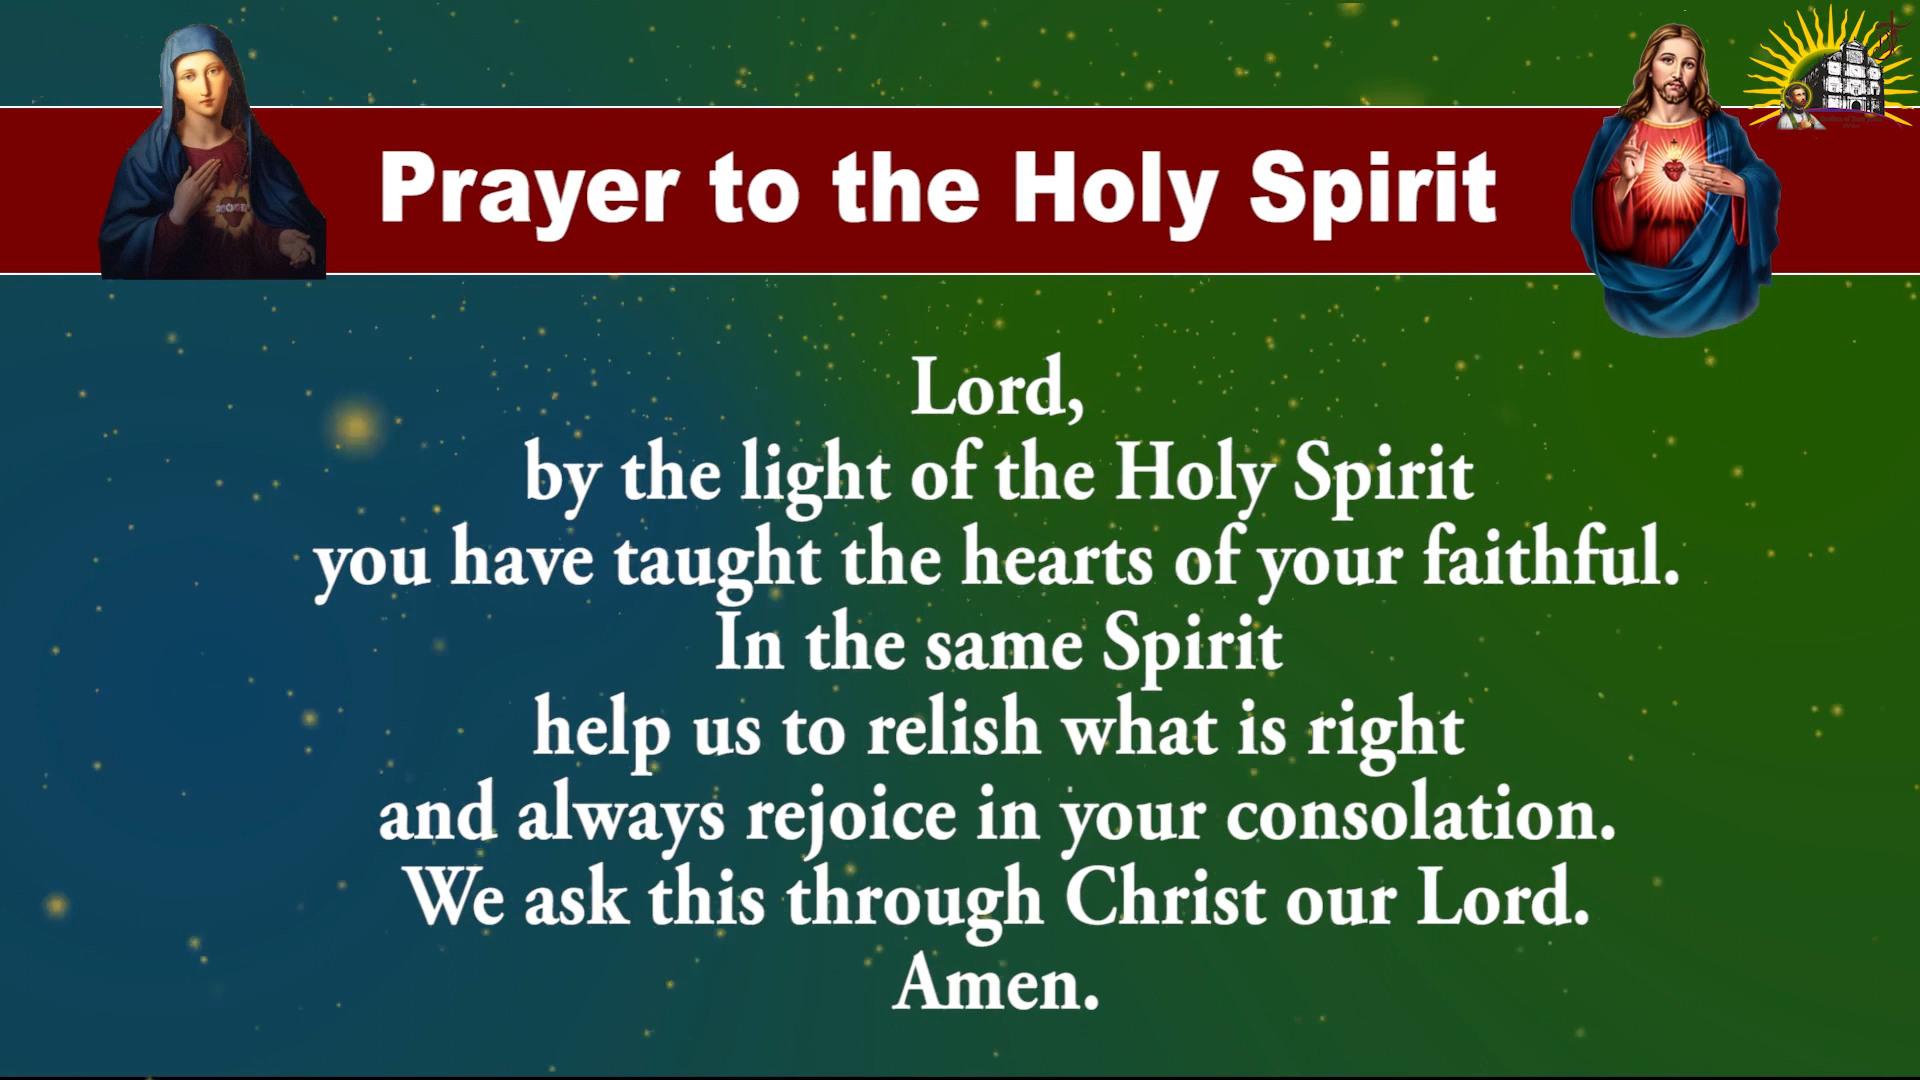 Prayer to the Holy Spirit
Lord,
by the light of the Holy Spirit
you have taught the hearts of your faithful.
In the same Spirit
help us to relish what is right
and always rejoice in your consolation.
We ask this through Christ our Lord.
Amen.